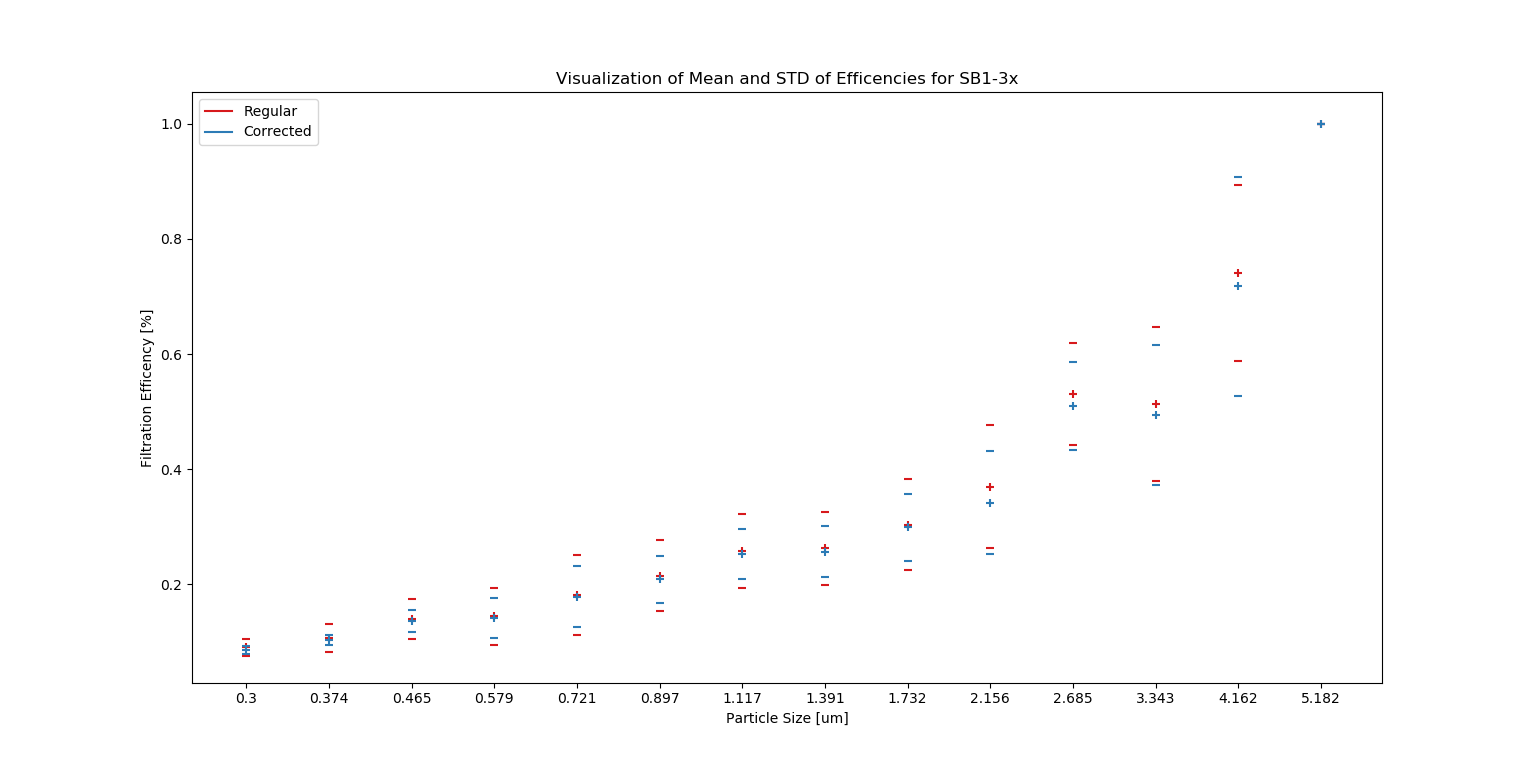 Visualization of Mean and STD of Efficencies for SB1-3x
Regular
Corrected
1.0
0.8
0.6
0.4
0.2
Filtration Efficency [%]
0.3 0.374 0.465 0.579 0.721 0.897 1.117 1.391 1.732 2.156 2.685 3.343 4.162 5.182
Particle Size [um]